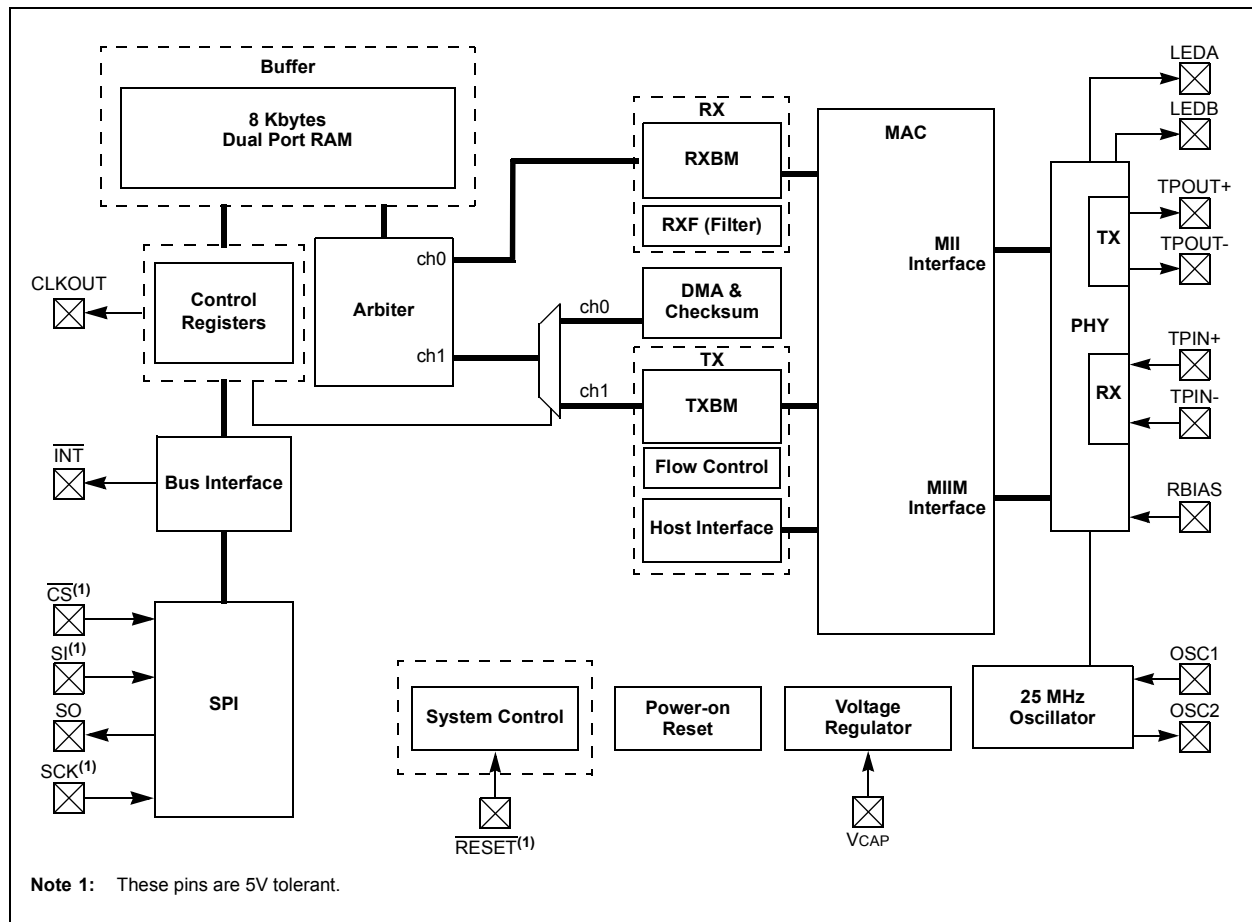 Buffer
8 Kbytes
Dual Port RAM
CLKOUT
Control
Registers
Arbiter
ch0
ch1
ch0
ch1
RX
RXBM
RXF (Filter)
DMA &
Checksum
TX
TXBM
Flow Control
Host Interface
MAC
MII
Interface
MIIM
Interface
PHY
TX
RX
LEDA
LEDB
TPOUT+
TPOUT-
TPIN+
TPIN-
RBIAS
INT
Bus Interface
CS(1)
SI(1)
SO
SCK(1)
SPI
System Control
RESET(1)
Power-on
Reset
Voltage
Regulator
VCAP
25 MHz
Oscillator
OSC1
OSC2
Note 1: These pins are 5V tolerant.